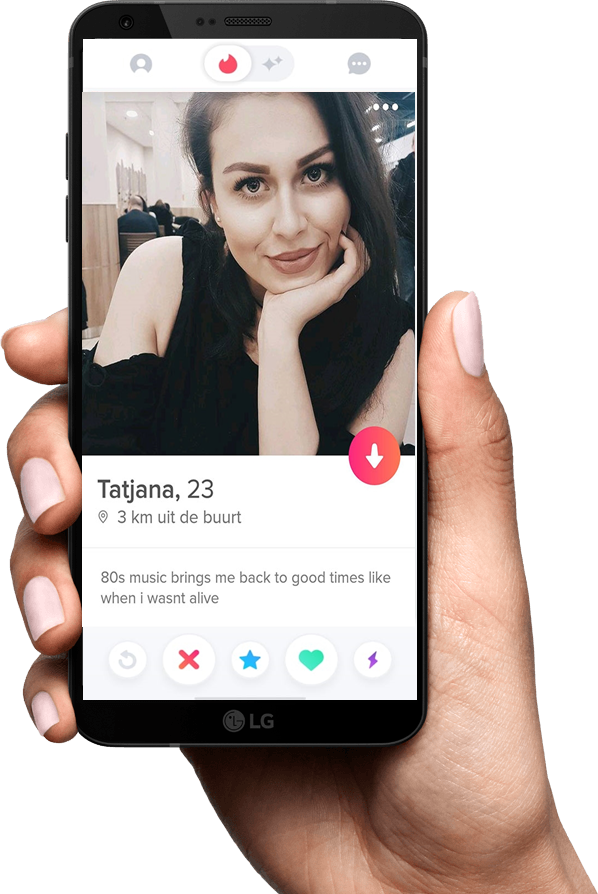 Tatjana, 23
3 km uit de buurt
80s music brings me back to good times like
when i wasnt alive
LG